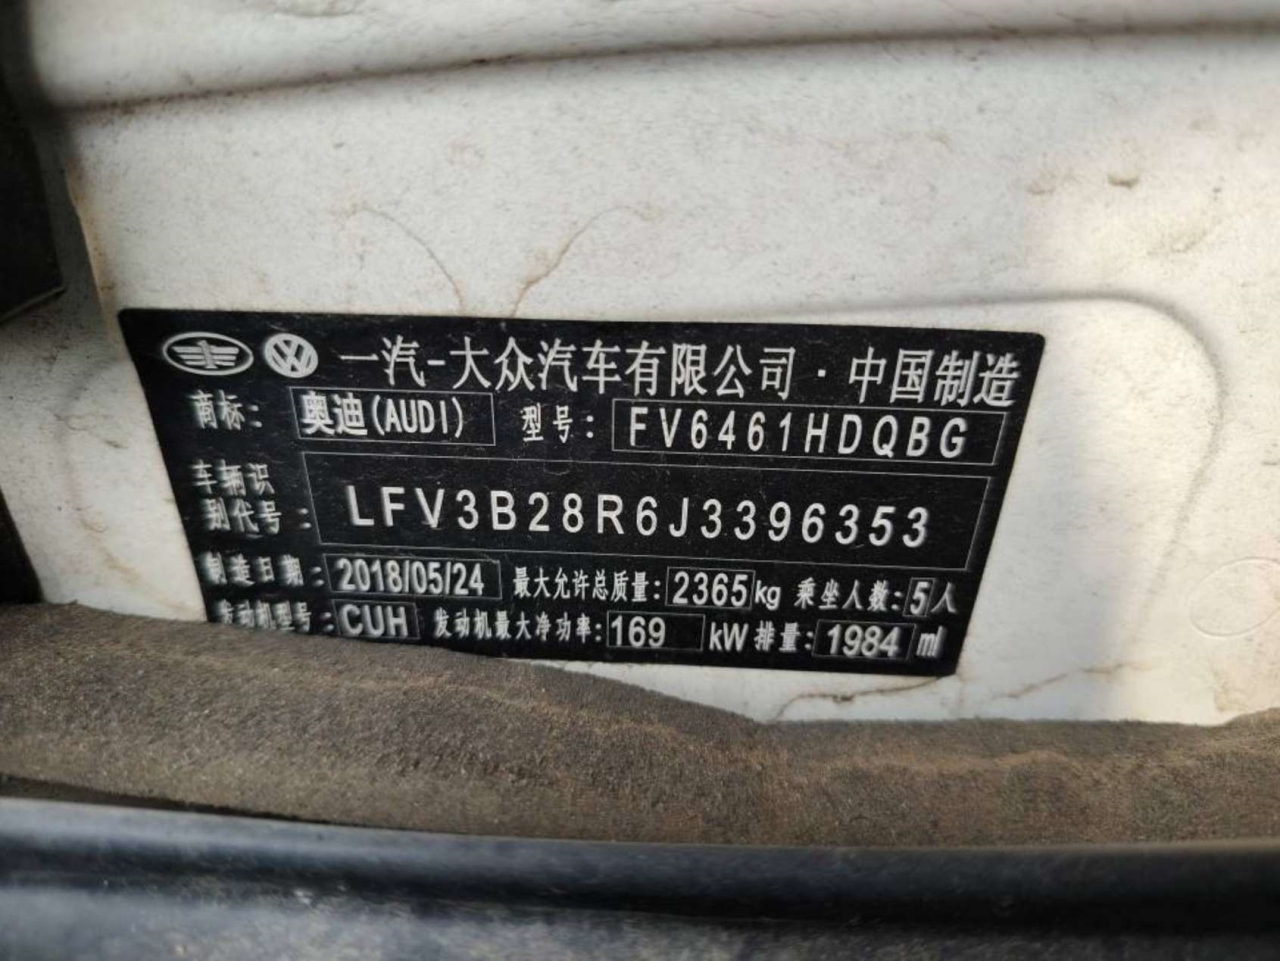 一汽-大众汽车有限公司·中国制造
商标: 奥迪(AUDI) 型号: FV6461HDQBG
车辆识别代号: LFV3B28R6J3396353
制造日期: 2018/05/24 最大允许总质量: 2365kg 乘坐人数: 5人
发动机型号: CUH 发动机最大净功率: 169 kW 排量: 1984 ml